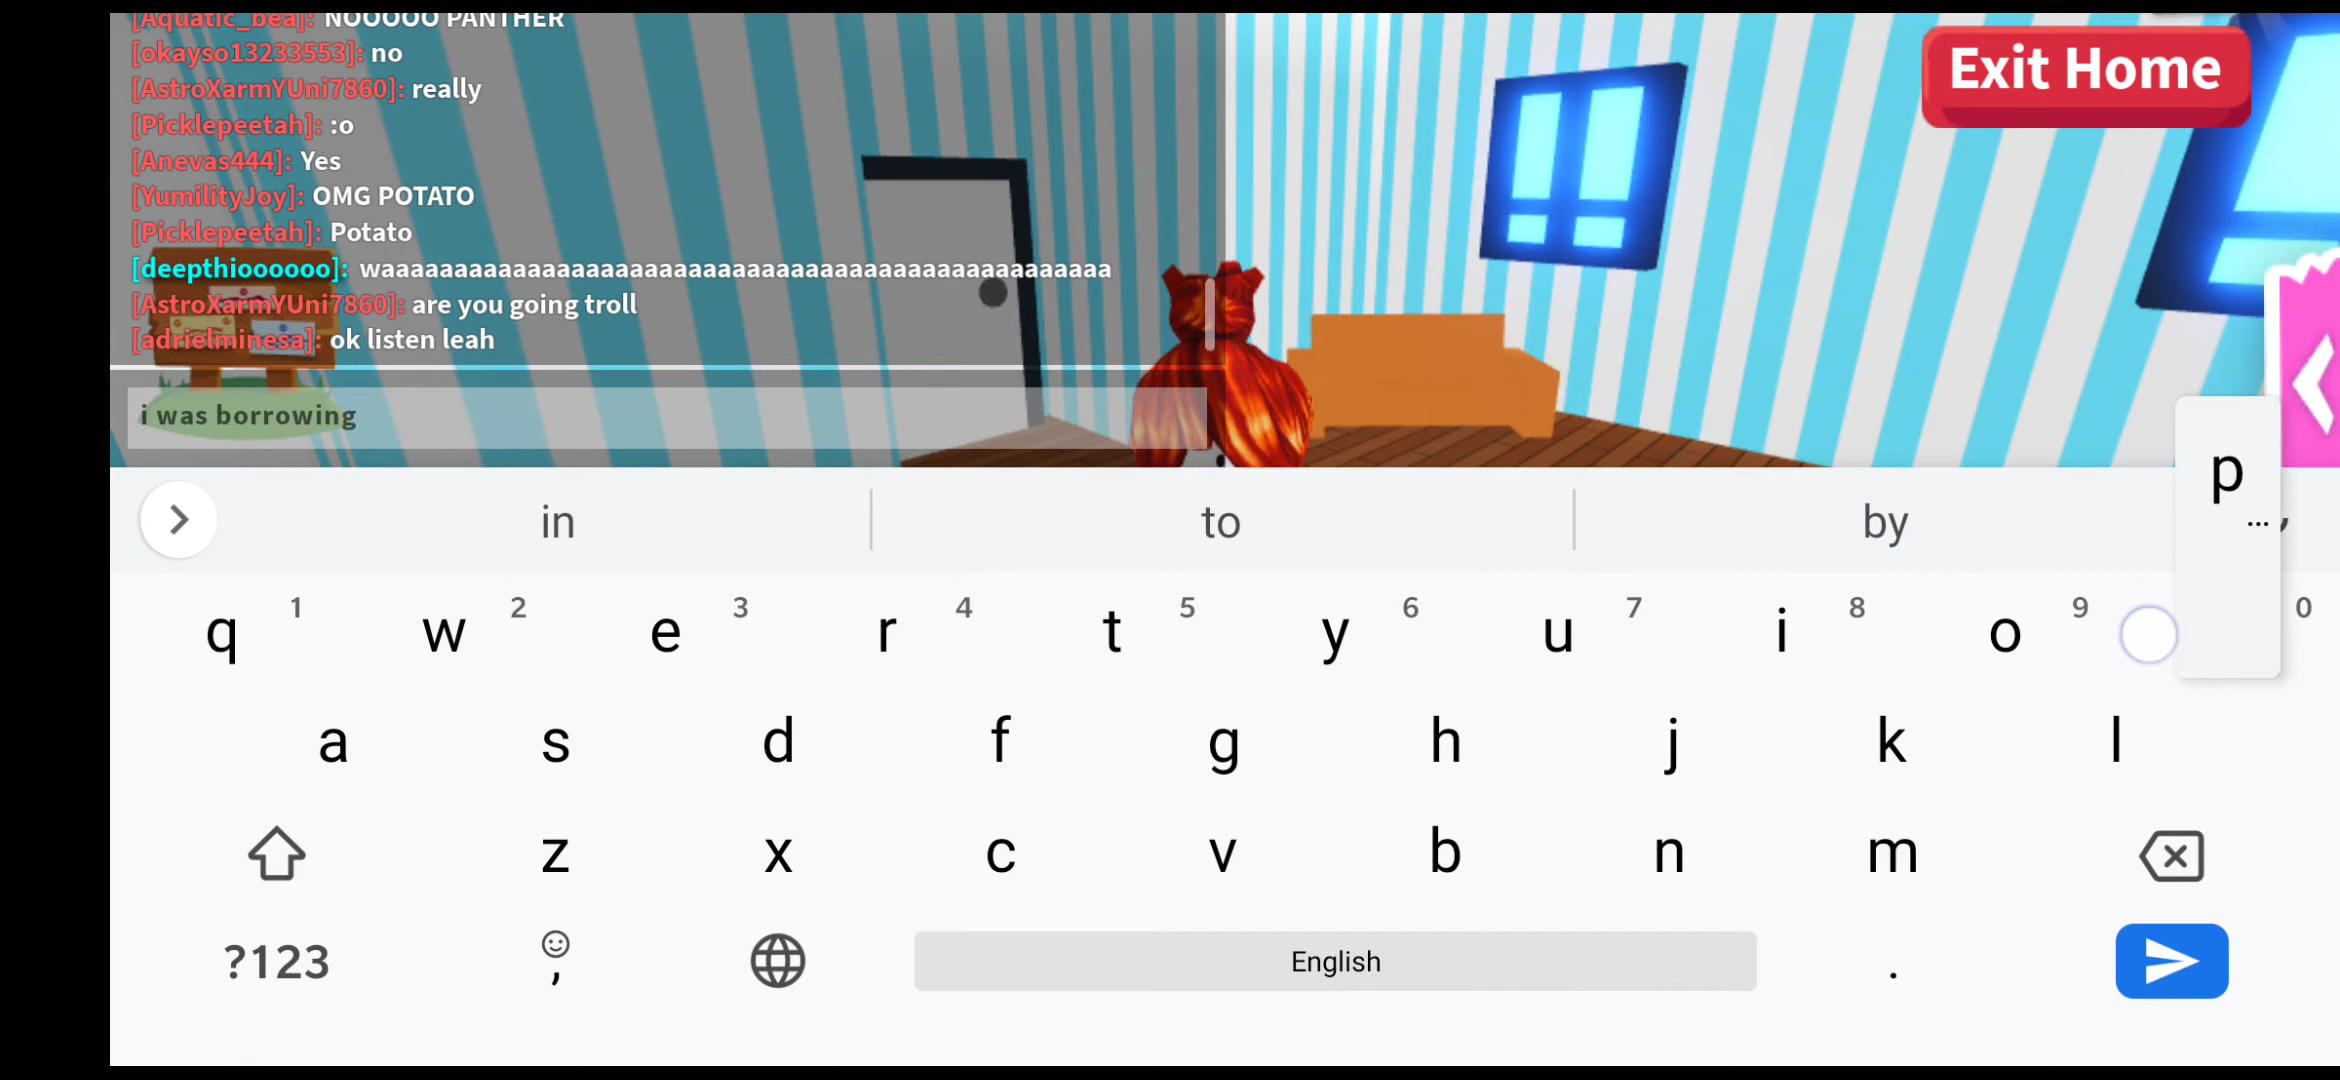 [Aquatic_bea]: NOOOOO PANTHER
[okayso13233553]: no
[AstroXarmYUni7860]: really
[Picklepeetah]: :o
[Anevas444]: Yes
[YumilityJoy]: OMG POTATO
[Picklepeetah]: Potato
[deepthioooooo]: waaaaaaaaaaaaaaaaaaaaaaaaaaaaaaaaaaaaaaaaaaaaaaaaaa
[AstroXarmYUni7860]: are you going troll
[adrielminesa]: ok listen leah
Exit Home
i was borrowing
in to by
p
...
q 1 w 2 e 3 r 4 t 5 y 6 u 7 i 8 o 9 0
a s d f g h j k l
z x c v b n m
?123 , English .